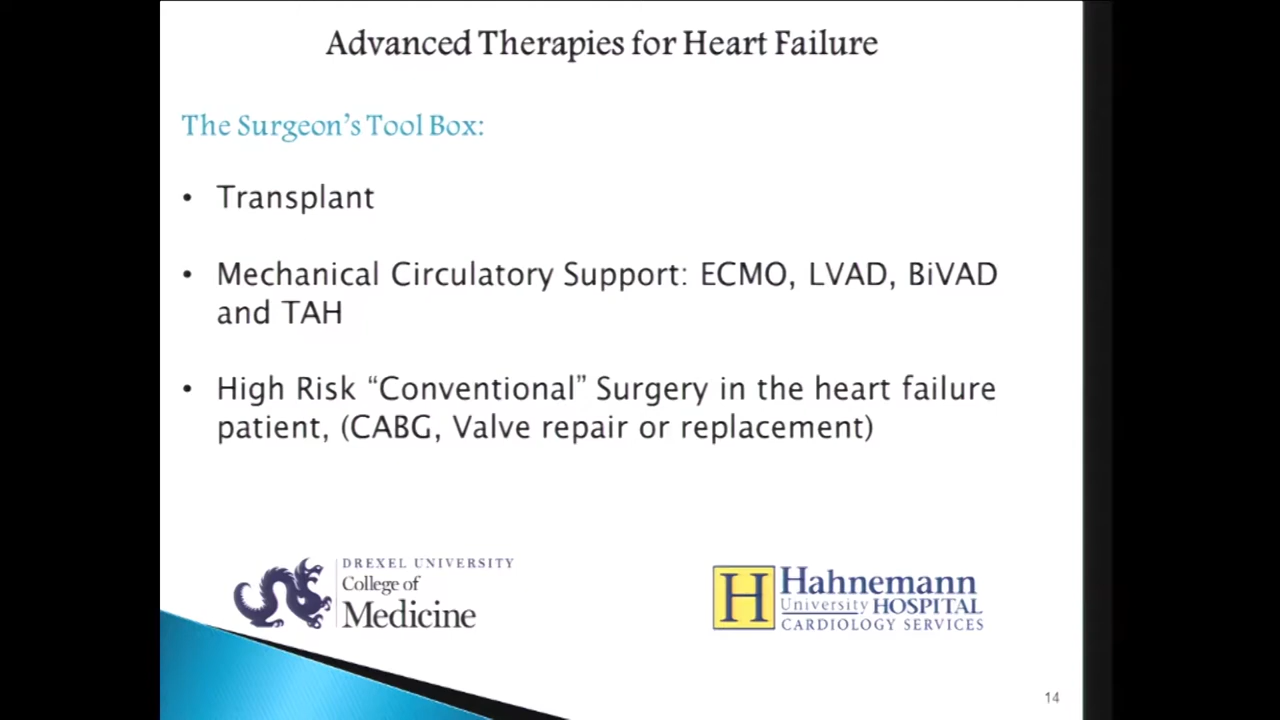 Advanced Therapies for Heart Failure
The Surgeon's Tool Box:
• Transplant
• Mechanical Circulatory Support: ECMO, LVAD, BiVAD
and TAH
• High Risk “Conventional” Surgery in the heart failure
patient, (CABG, Valve repair or replacement)
DREXEL UNIVERSITY
College of
Medicine
H
Hahnemann
University HOSPITAL
CARDIOLOGY SERVICES
14